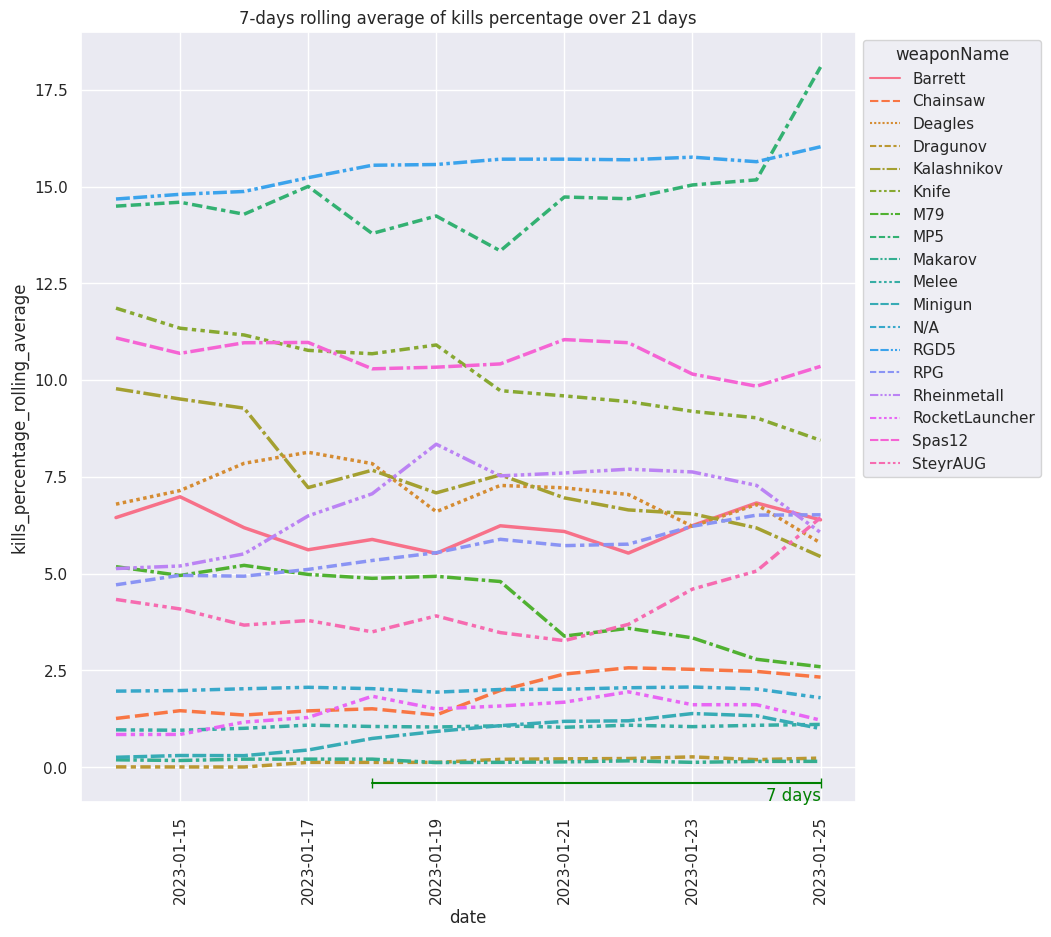 7-days rolling average of kills percentage over 21 days
kills_percentage_rolling_average
17.5
15.0
12.5
10.0
7.5
5.0
2.5
0.0
7 days
2023-01-15
2023-01-17
2023-01-19
2023-01-21
2023-01-23
2023-01-25
date
weaponName
Barrett
Chainsaw
Deagles
Dragunov
Kalashnikov
Knife
M79
MP5
Makarov
Melee
Minigun
N/A
RGD5
RPG
Rheinmetall
RocketLauncher
Spas12
SteyrAUG